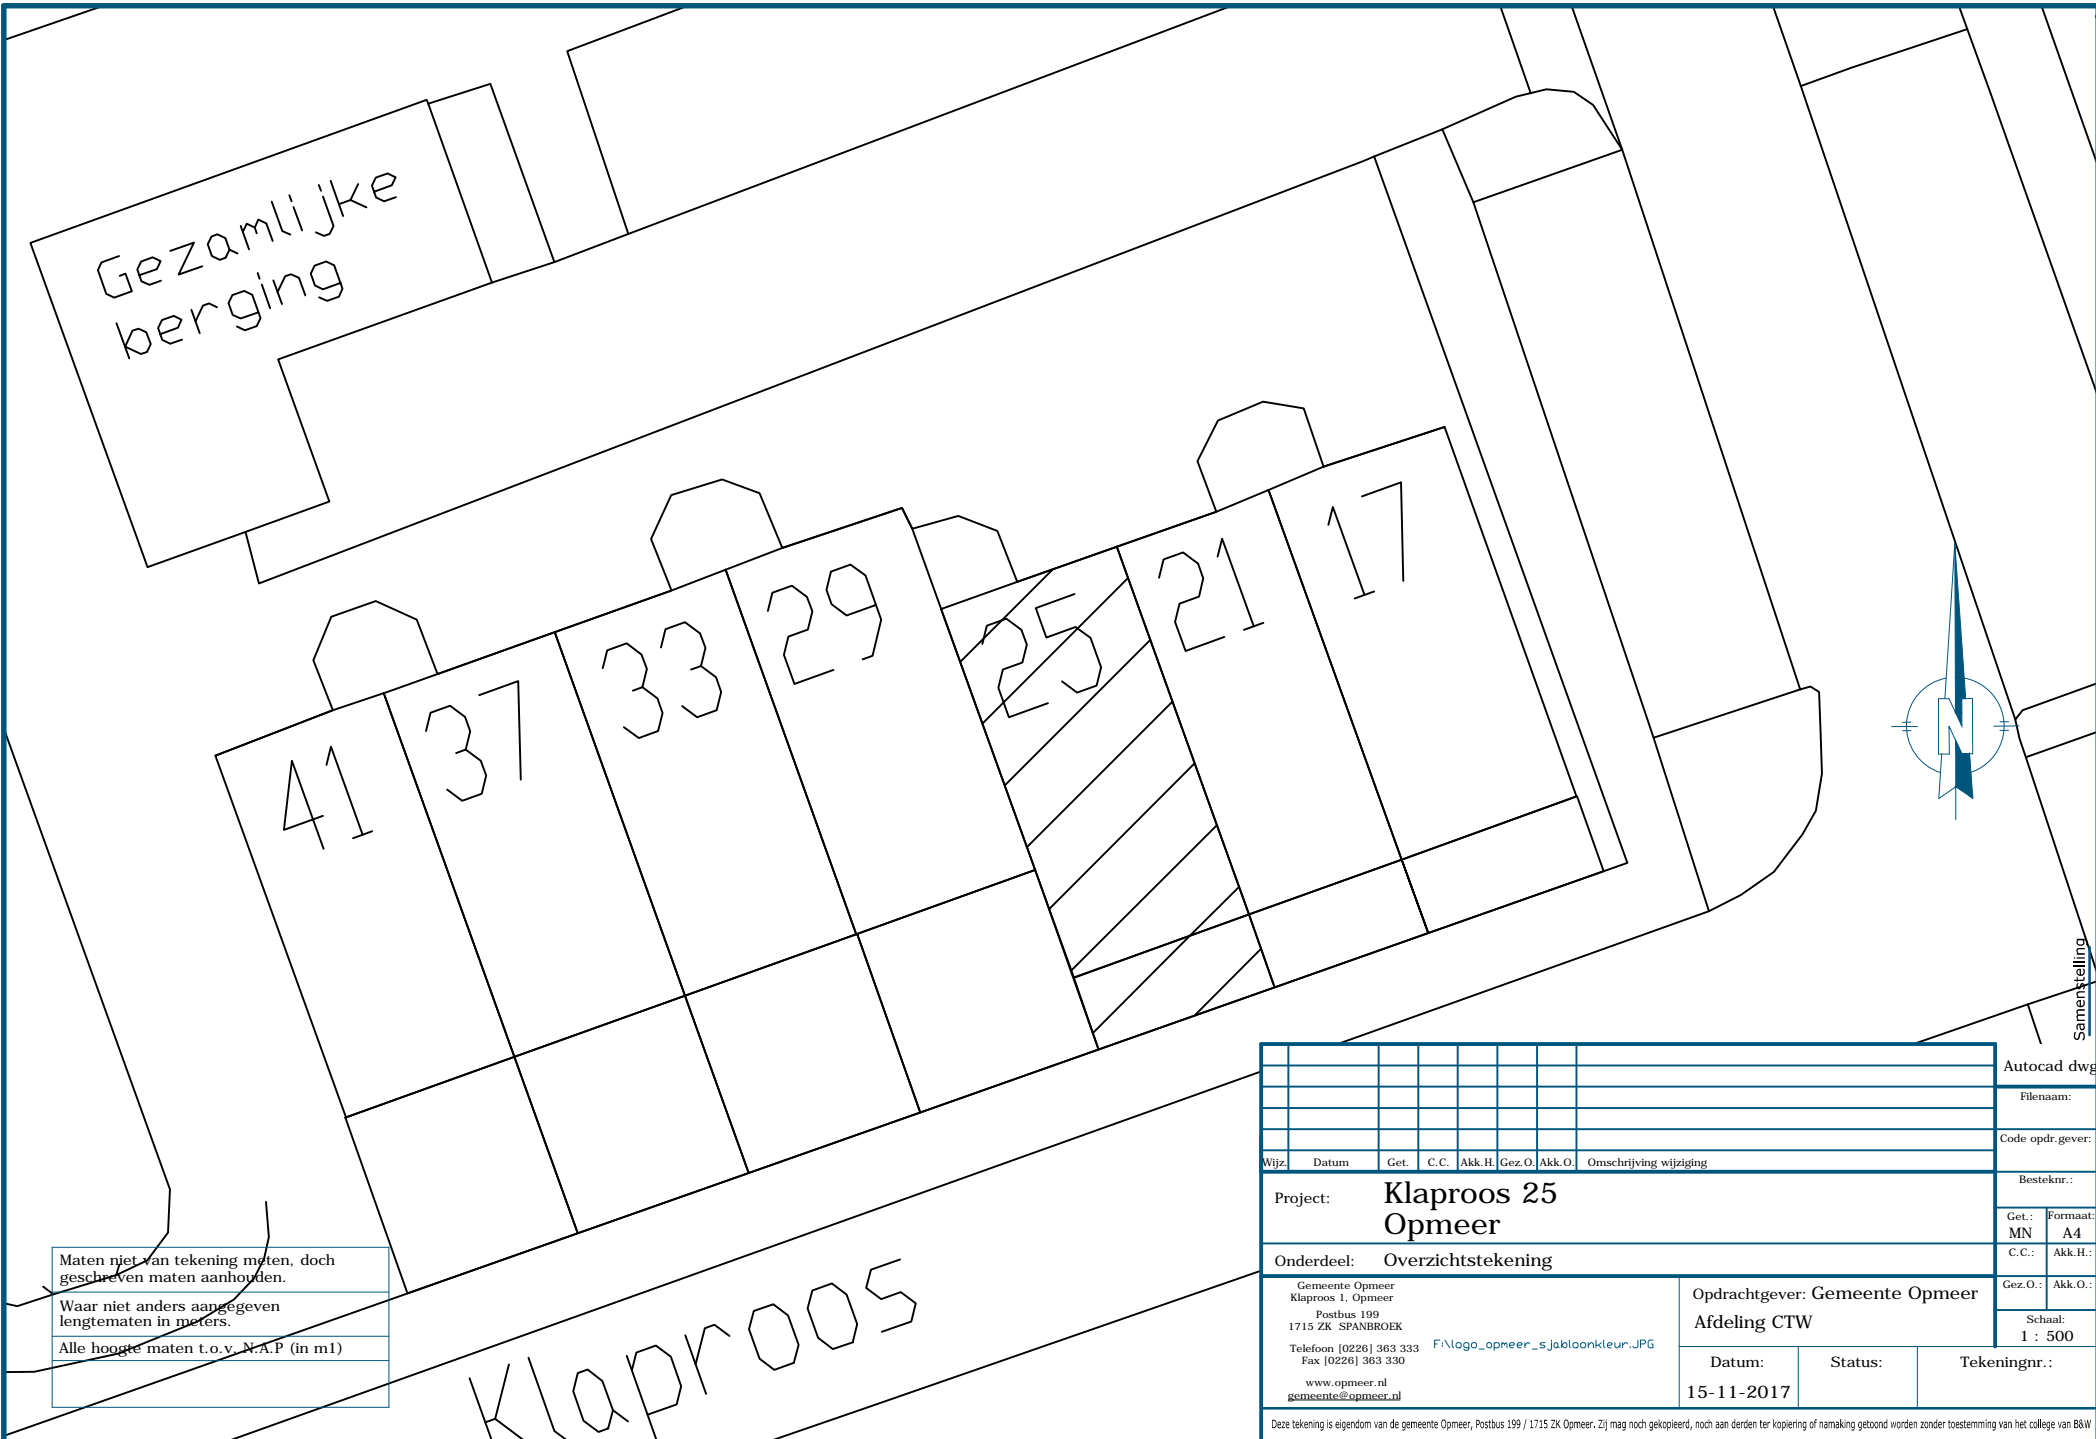 Gezamlijke
berging
41
37
33
29
25
21
17
N
Klaproos
Samenstelling
Maten niet van tekening meten, doch
geschreven maten aanhouden.
Waar niet anders aangegeven
lengtematen in meters.
Alle hoogte maten t.o.v. N.A.P (in m1)
Wijz. Datum Get. C.C. Akk.H. Gez.O. Akk.O. Omschrijving wijziging
Project: Klaproos 25
Opmeer
Onderdeel: Overzichtstekening
Gemeente Opmeer
Klaproos 1, Opmeer
Postbus 199
1715 ZK SPANBROEK
Telefoon [0226] 363 333
Fax [0226] 363 330
www.opmeer.nl
gemeente@opmeer.nl
F:\logo_opmeer_sjabloonkleur.JPG
Opdrachtgever: Gemeente Opmeer
Afdeling CTW
Datum:
15-11-2017
Status:
Tekeningnr.:
Autocad dwg
Filenaam:
Code opdr.gever:
Besteknr.:
Get.: Formaat:
MN A4
C.C.: Akk.H.:
Gez.O.: Akk.O.:
Schaal:
1 : 500
Deze tekening is eigendom van de gemeente Opmeer, Postbus 199 / 1715 ZK Opmeer. Zij mag noch gekopieerd, noch aan derden ter kopiering of namaking getoond worden zonder toestemming van het college van B&W